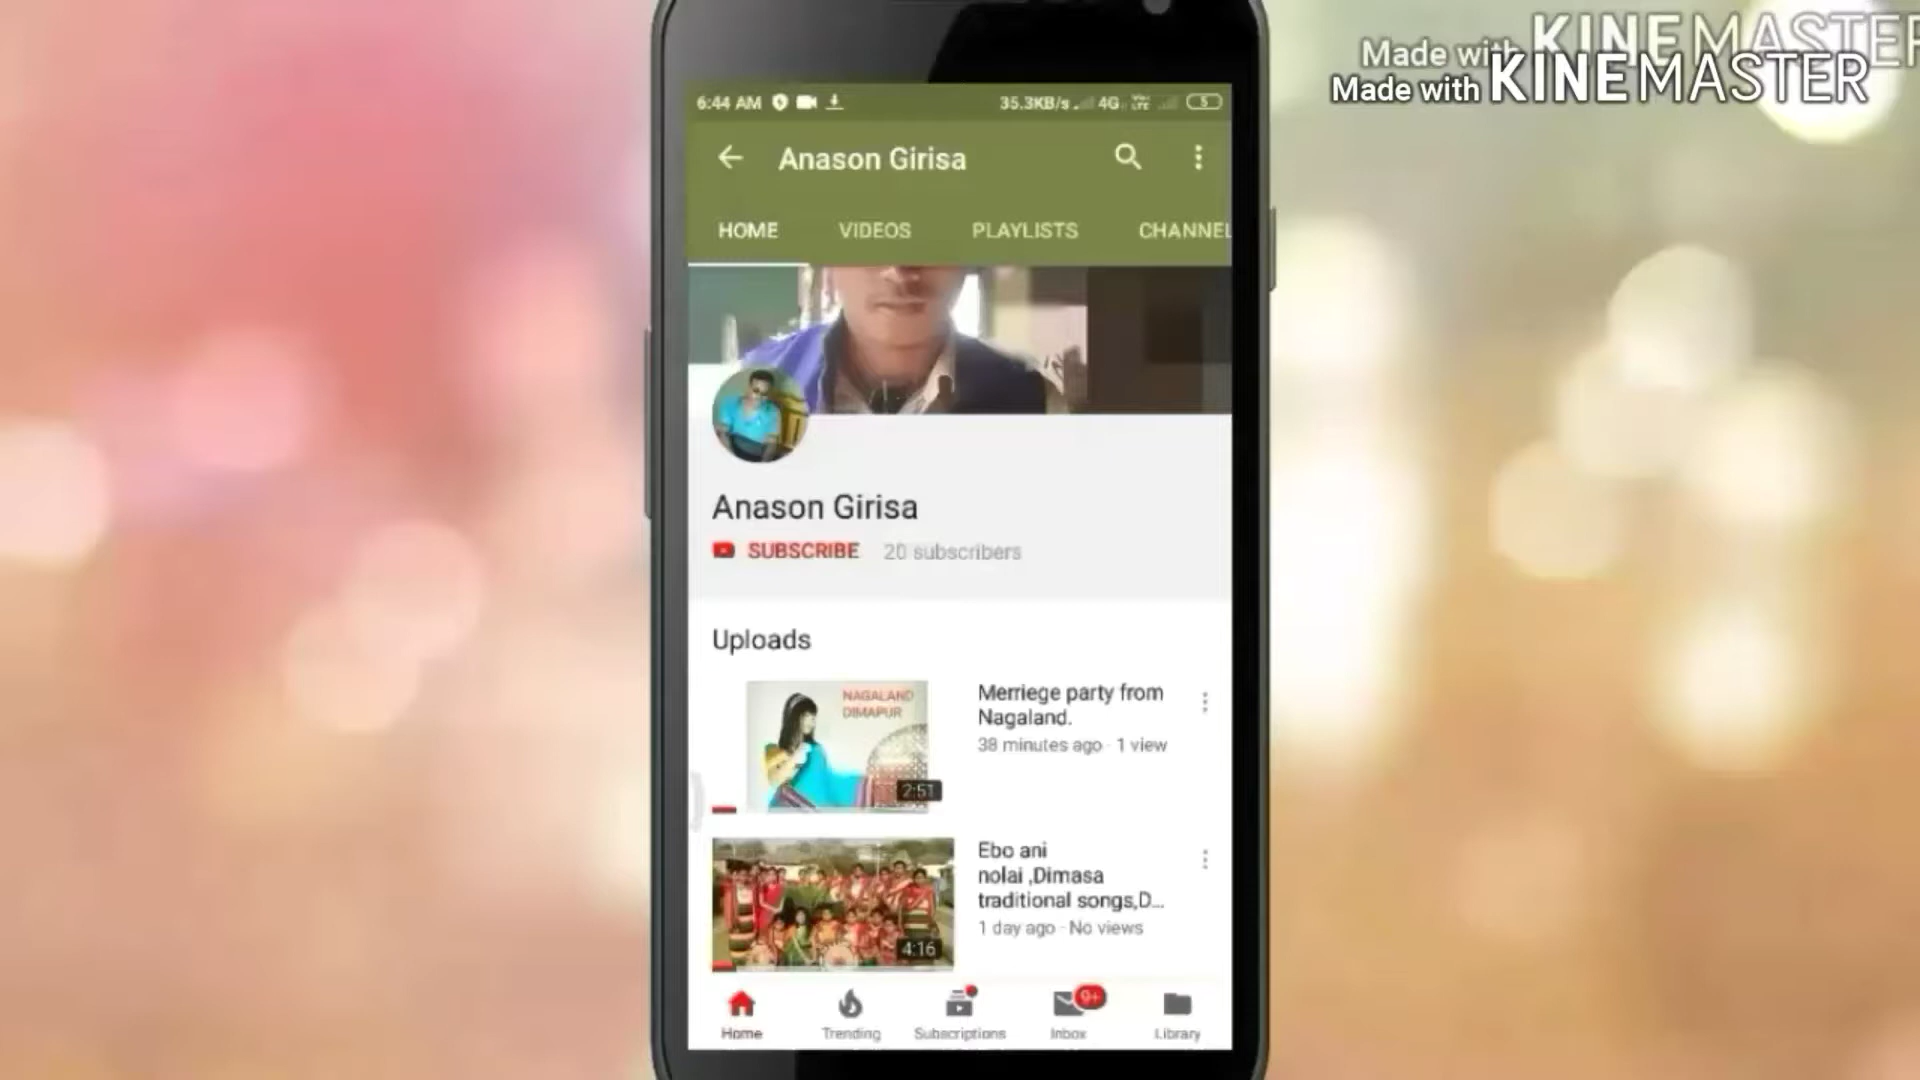 Made with KINEMASTER
Made with KINEMASTER
6:44 AM 35.3KB/s 4G VoLTE 5
Anason Girisa
HOME VIDEOS PLAYLISTS CHANNEL
Anason Girisa
SUBSCRIBE 20 subscribers
Uploads
NAGALAND
DIMAPUR
2:51
Merriege party from
Nagaland.
38 minutes ago · 1 view
4:16
Ebo ani
nolai ,Dimasa
traditional songs,D...
1 day ago · No views
9+
Home Trending Subscriptions Inbox Library